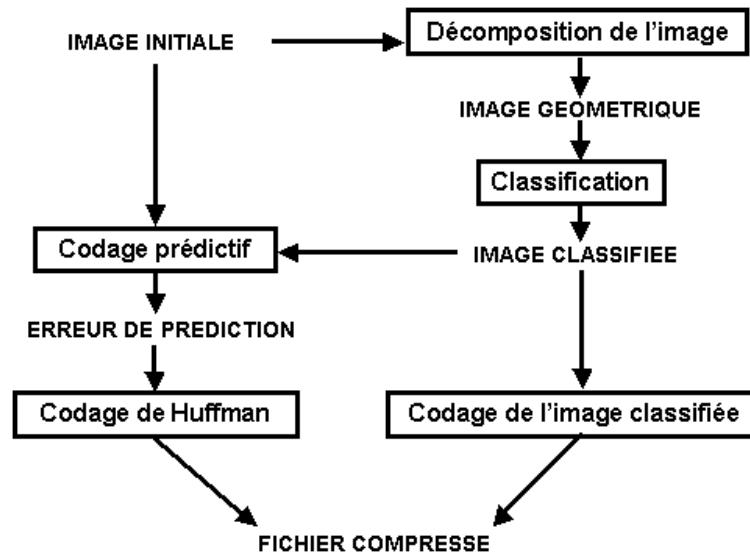 IMAGE INITIALE
Décomposition de l'image
IMAGE GEOMETRIQUE
Classification
Codage prédictif
IMAGE CLASSIFIEE
ERREUR DE PREDICTION
Codage de Huffman
Codage de l'image classifiée
FICHIER COMPRESSE